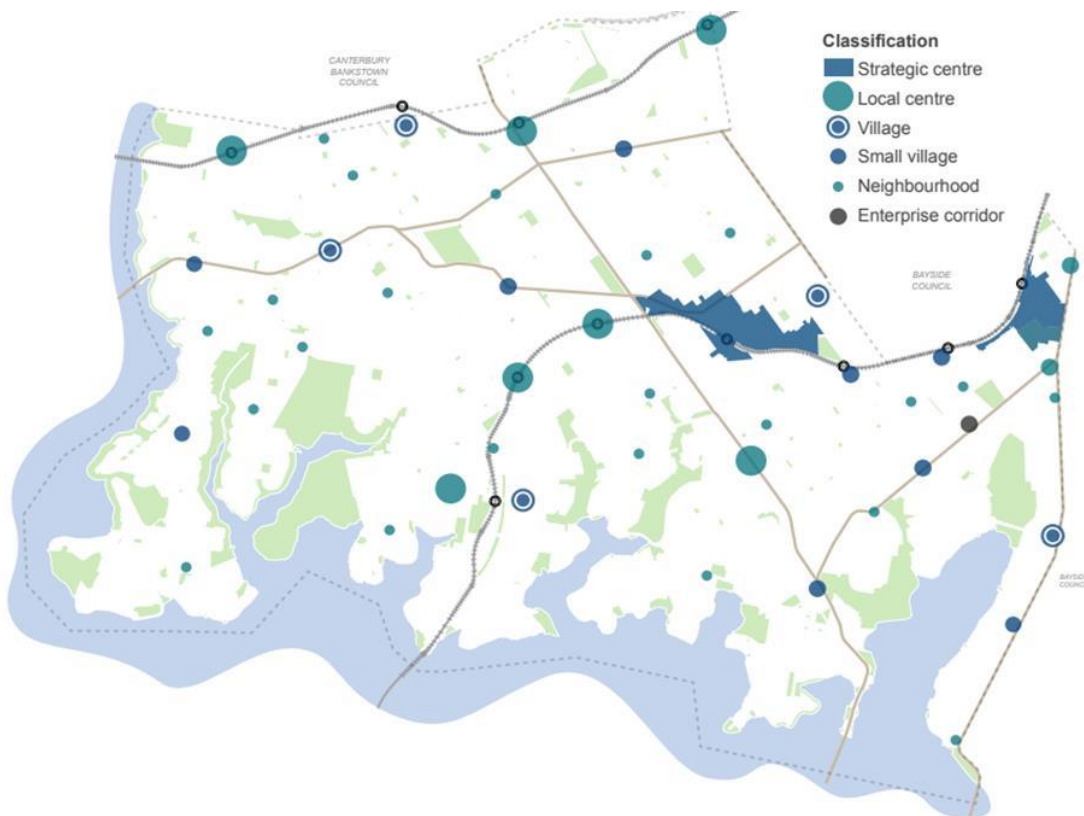 CANTERBURY
BANKSTOWN
COUNCIL
Classification
Strategic centre
Local centre
Village
Small village
Neighbourhood
Enterprise corridor
BAYSIDE
COUNCIL